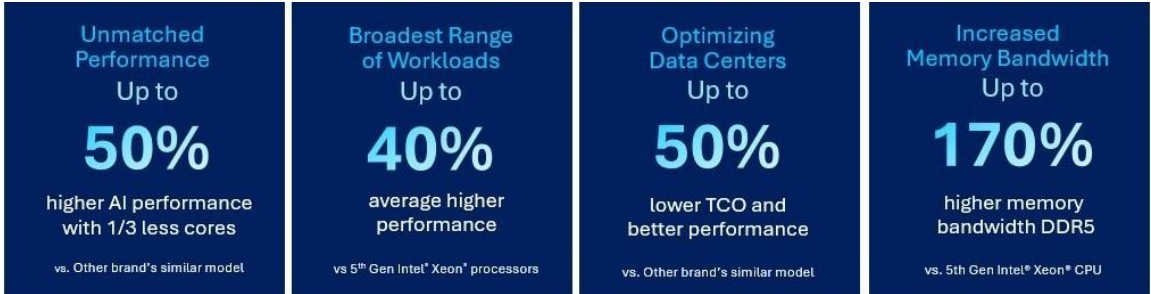 Unmatched
Performance
Up to
50%
higher AI performance
with 1/3 less cores
vs. Other brand's similar model
Broadest Range
of Workloads
Up to
40%
average higher
performance
vs 5th Gen Intel® Xeon® processors
Optimizing
Data Centers
Up to
50%
lower TCO and
better performance
vs. Other brand's similar model
Increased
Memory Bandwidth
Up to
170%
higher memory
bandwidth DDR5
vs. 5th Gen Intel® Xeon® CPU